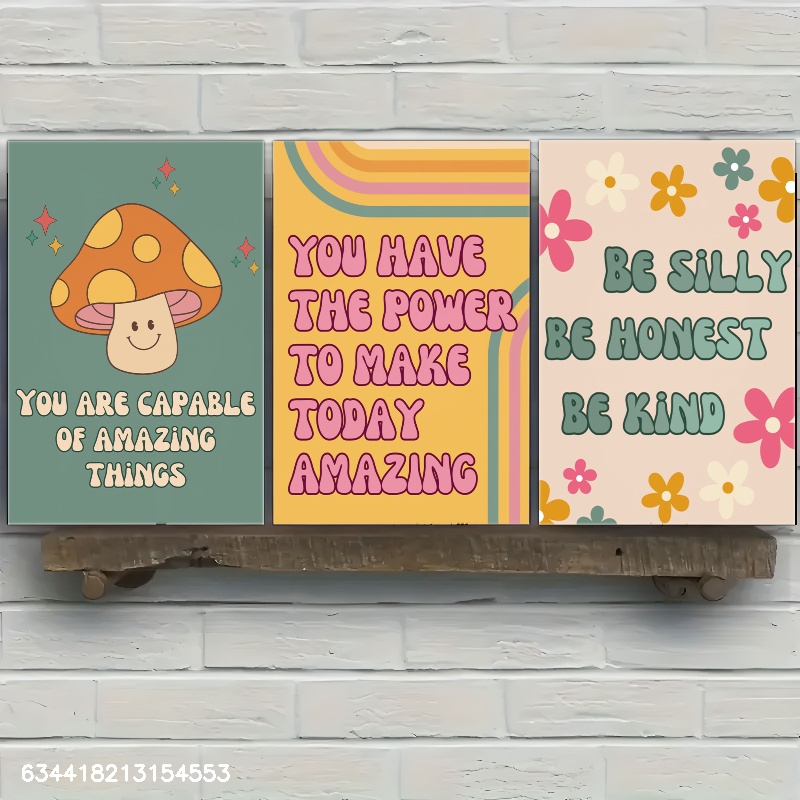 YOU ARE CAPABLE
OF AMAZING
THINGS
YOU HAVE
THE POWER
TO MAKE
TODAY
AMAZING
BE SiLLY
BE HONEST
BE KiND
634418213154553